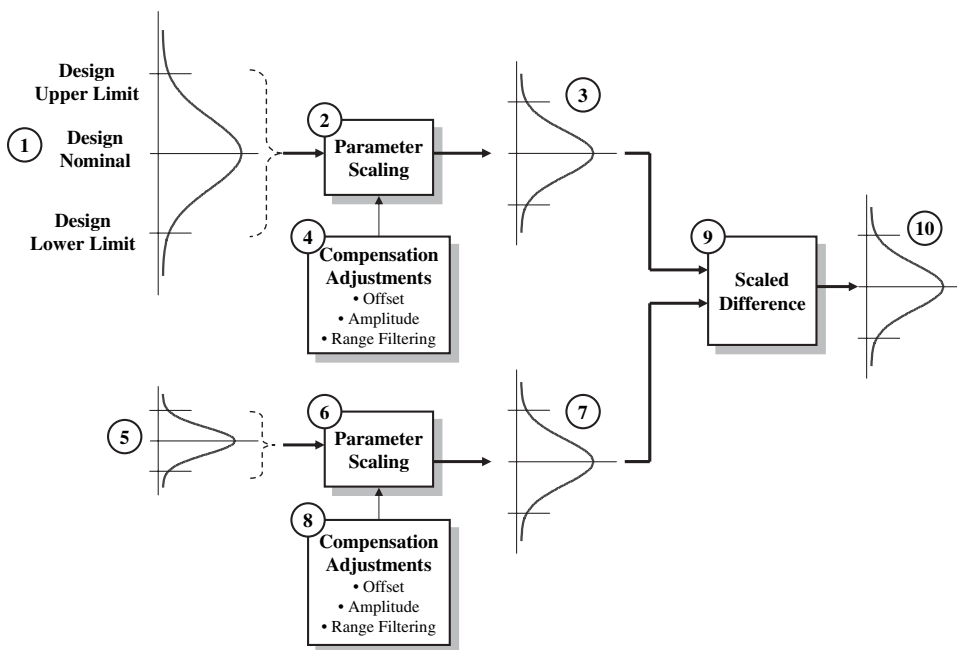 Design
Upper Limit
1
Design
Nominal
Design
Lower Limit
2
Parameter
Scaling
3
4
Compensation
Adjustments
• Offset
• Amplitude
• Range Filtering
5
6
Parameter
Scaling
7
8
Compensation
Adjustments
• Offset
• Amplitude
• Range Filtering
9
Scaled
Difference
10